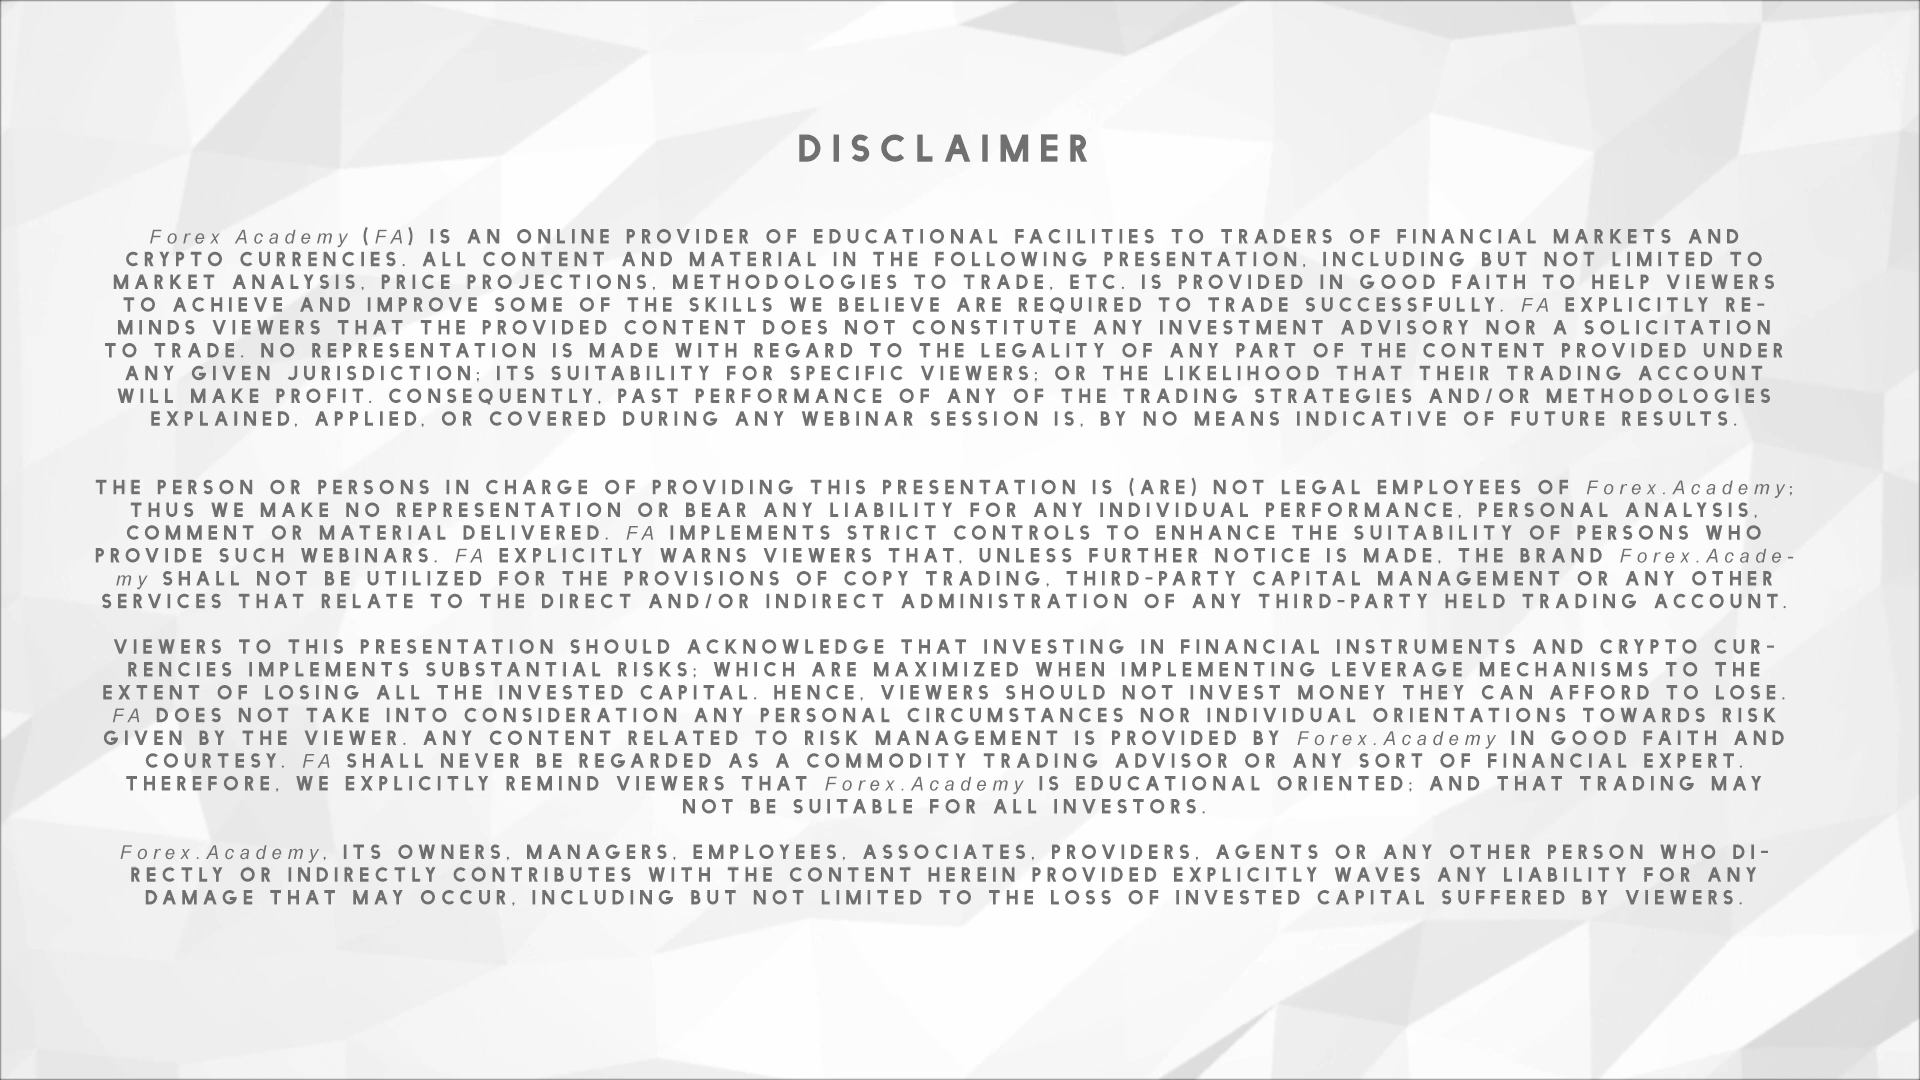 DISCLAIMER
Forex Academy (FA) IS AN ONLINE PROVIDER OF EDUCATIONAL FACILITIES TO TRADERS OF FINANCIAL MARKETS AND
CRYPTO CURRENCIES. ALL CONTENT AND MATERIAL IN THE FOLLOWING PRESENTATION, INCLUDING BUT NOT LIMITED TO
MARKET ANALYSIS, PRICE PROJECTIONS, METHODOLOGIES TO TRADE, ETC. IS PROVIDED IN GOOD FAITH TO HELP VIEWERS
TO ACHIEVE AND IMPROVE SOME OF THE SKILLS WE BELIEVE ARE REQUIRED TO TRADE SUCCESSFULLY. FA EXPLICITLY RE-
MINDS VIEWERS THAT THE PROVIDED CONTENT DOES NOT CONSTITUTE ANY INVESTMENT ADVISORY NOR A SOLICITATION
TO TRADE. NO REPRESENTATION IS MADE WITH REGARD TO THE LEGALITY OF ANY PART OF THE CONTENT PROVIDED UNDER
ANY GIVEN JURISDICTION; ITS SUITABILITY FOR SPECIFIC VIEWERS; OR THE LIKELIHOOD THAT THEIR TRADING ACCOUNT
WILL MAKE PROFIT. CONSEQUENTLY, PAST PERFORMANCE OF ANY OF THE TRADING STRATEGIES AND/OR METHODOLOGIES
EXPLAINED, APPLIED, OR COVERED DURING ANY WEBINAR SESSION IS, BY NO MEANS INDICATIVE OF FUTURE RESULTS.
THE PERSON OR PERSONS IN CHARGE OF PROVIDING THIS PRESENTATION IS (ARE) NOT LEGAL EMPLOYEES OF Forex.Academy;
THUS WE MAKE NO REPRESENTATION OR BEAR ANY LIABILITY FOR ANY INDIVIDUAL PERFORMANCE, PERSONAL ANALYSIS,
COMMENT OR MATERIAL DELIVERED. FA IMPLEMENTS STRICT CONTROLS TO ENHANCE THE SUITABILITY OF PERSONS WHO
PROVIDE SUCH WEBINARS. FA EXPLICITLY WARNS VIEWERS THAT, UNLESS FURTHER NOTICE IS MADE, THE BRAND Forex.Acade-
my SHALL NOT BE UTILIZED FOR THE PROVISIONS OF COPY TRADING, THIRD-PARTY CAPITAL MANAGEMENT OR ANY OTHER
SERVICES THAT RELATE TO THE DIRECT AND/OR INDIRECT ADMINISTRATION OF ANY THIRD-PARTY HELD TRADING ACCOUNT.
VIEWERS TO THIS PRESENTATION SHOULD ACKNOWLEDGE THAT INVESTING IN FINANCIAL INSTRUMENTS AND CRYPTO CUR-
RENCIES IMPLEMENTS SUBSTANTIAL RISKS; WHICH ARE MAXIMIZED WHEN IMPLEMENTING LEVERAGE MECHANISMS TO THE
EXTENT OF LOSING ALL THE INVESTED CAPITAL. HENCE, VIEWERS SHOULD NOT INVEST MONEY THEY CAN AFFORD TO LOSE.
FA DOES NOT TAKE INTO CONSIDERATION ANY PERSONAL CIRCUMSTANCES NOR INDIVIDUAL ORIENTATIONS TOWARDS RISK
GIVEN BY THE VIEWER. ANY CONTENT RELATED TO RISK MANAGEMENT IS PROVIDED BY Forex.Academy IN GOOD FAITH AND
COURTESY. FA SHALL NEVER BE REGARDED AS A COMMODITY TRADING ADVISOR OR ANY SORT OF FINANCIAL EXPERT.
THEREFORE, WE EXPLICITLY REMIND VIEWERS THAT Forex.Academy IS EDUCATIONAL ORIENTED; AND THAT TRADING MAY
NOT BE SUITABLE FOR ALL INVESTORS.
Forex.Academy, ITS OWNERS, MANAGERS, EMPLOYEES, ASSOCIATES, PROVIDERS, AGENTS OR ANY OTHER PERSON WHO DI-
RECTLY OR INDIRECTLY CONTRIBUTES WITH THE CONTENT HEREIN PROVIDED EXPLICITLY WAVES ANY LIABILITY FOR ANY
DAMAGE THAT MAY OCCUR, INCLUDING BUT NOT LIMITED TO THE LOSS OF INVESTED CAPITAL SUFFERED BY VIEWERS.